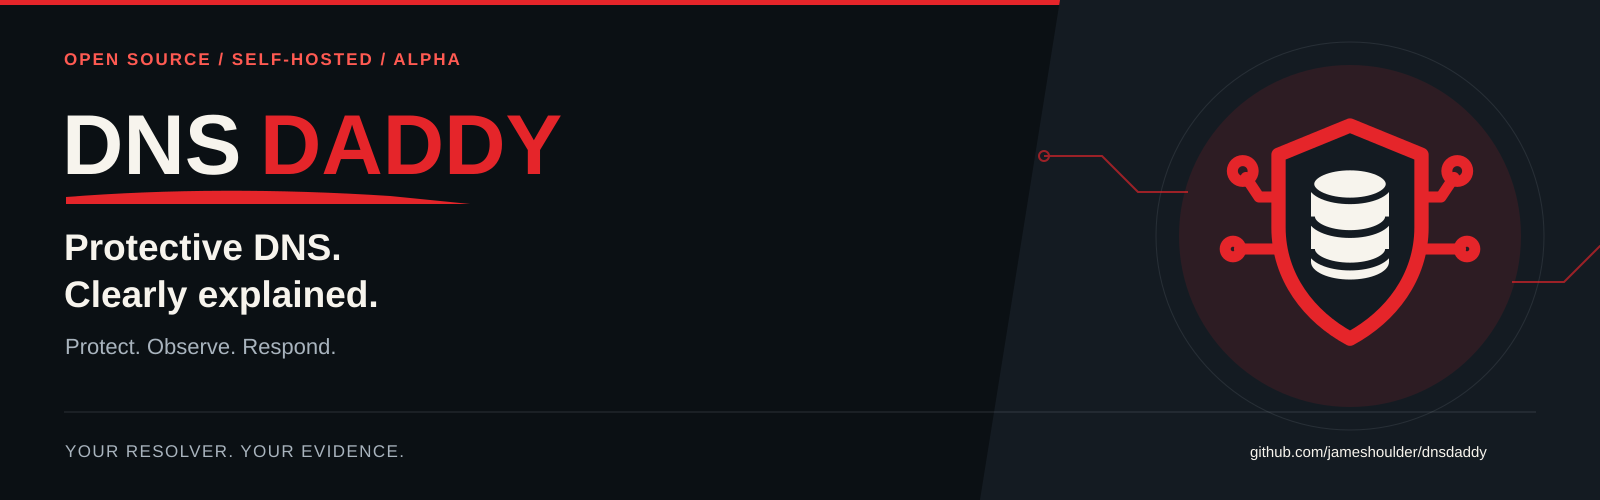 OPEN SOURCE / SELF-HOSTED / ALPHA
DNS DADDY
Protective DNS.
Clearly explained.
Protect. Observe. Respond.
YOUR RESOLVER. YOUR EVIDENCE.
github.com/jameshoulder/dnsdaddy